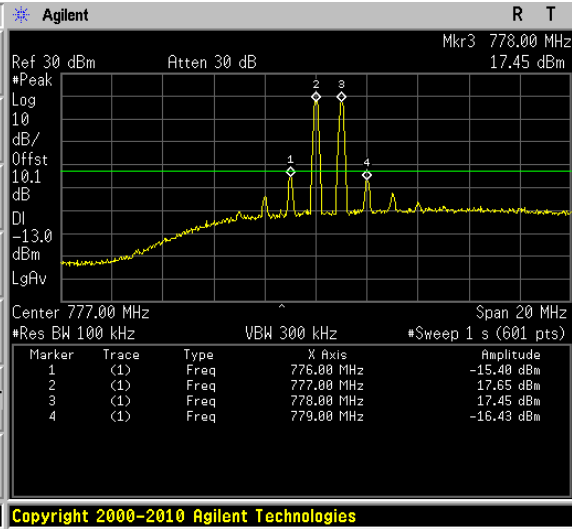 Agilent R T
Mkr3 778.00 MHz
Ref 30 dBm Atten 30 dB 17.45 dBm
#Peak
Log
10
dB/
Offst
10.1
dB
DI
-13.0
dBm
LgAv
1
2
3
4
Center 777.00 MHz Span 20 MHz
#Res BW 100 kHz VBW 300 kHz #Sweep 1 s (601 pts)
Marker Trace Type X Axis Amplitude
1 (1) Freq 776.00 MHz -15.40 dBm
2 (1) Freq 777.00 MHz 17.65 dBm
3 (1) Freq 778.00 MHz 17.45 dBm
4 (1) Freq 779.00 MHz -16.43 dBm
Copyright 2000-2010 Agilent Technologies